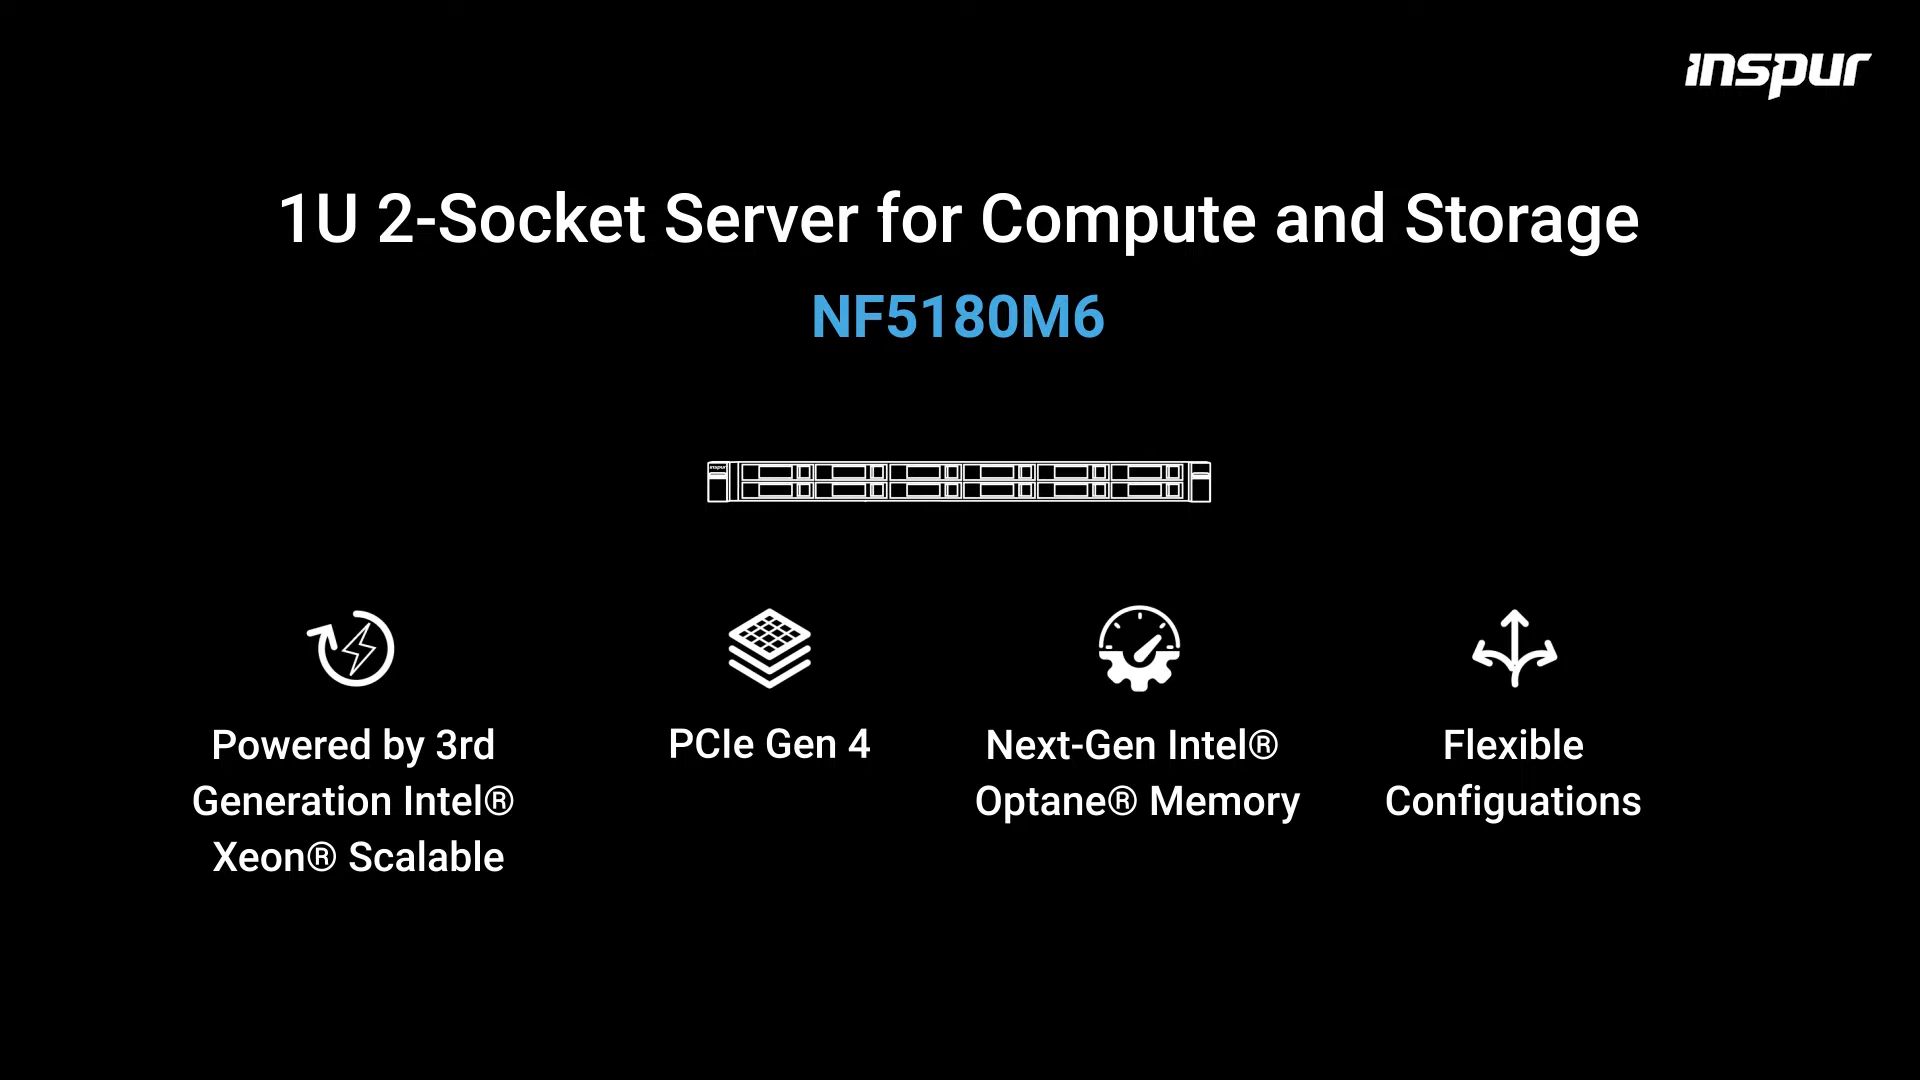 inspur
1U 2-Socket Server for Compute and Storage
NF5180M6
inspur
Powered by 3rd
Generation Intel®
Xeon® Scalable
PCIe Gen 4
Next-Gen Intel®
Optane® Memory
Flexible
Configuations